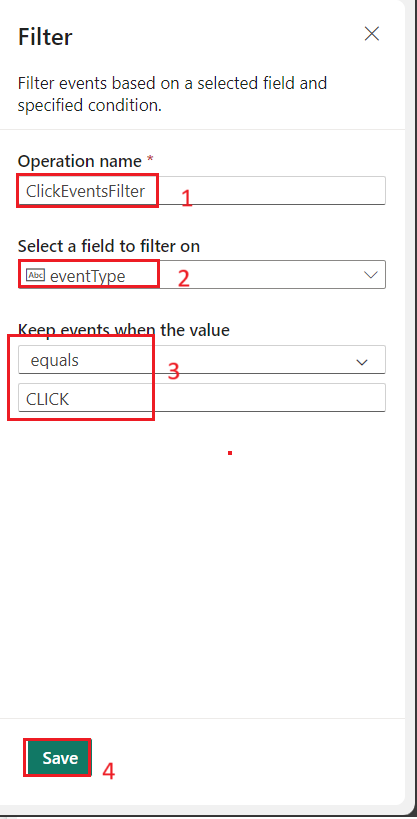 Filter
Filter events based on a selected field and
specified condition.
Operation name *
ClickEventsFilter
1
Select a field to filter on
Abc eventType
2
Keep events when the value
equals
3
CLICK
Save
4